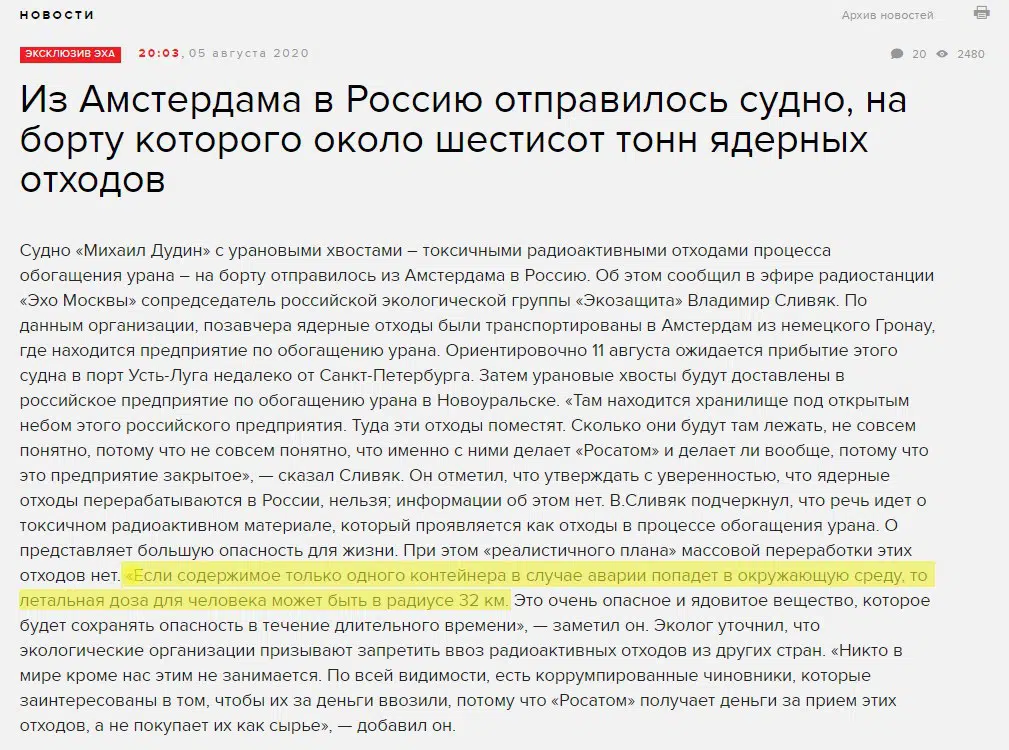 НОВОСТИ
Архив новостей
ЭКСКЛЮЗИВ ЭХА
20:03, 05 августа 2020
20 2480
Из Амстердама в Россию отправилось судно, на
борту которого около шестисот тонн ядерных
отходов
Судно «Михаил Дудин» с урановыми хвостами – токсичными радиоактивными отходами процесса
обогащения урана – на борту отправилось из Амстердама в Россию. Об этом сообщил в эфире радиостанции
«Эхо Москвы» сопредседатель российской экологической группы «Экозащита» Владимир Сливяк. По
данным организации, позавчера ядерные отходы были транспортированы в Амстердам из немецкого Гронау,
где находится предприятие по обогащению урана. Ориентировочно 11 августа ожидается прибытие этого
судна в порт Усть-Луга недалеко от Санкт-Петербурга. Затем урановые хвосты будут доставлены в
российское предприятие по обогащению урана в Новоуральске. «Там находится хранилище под открытым
небом этого российского предприятия. Туда эти отходы поместят. Сколько они будут там лежать, не совсем
понятно, потому что не совсем понятно, что именно с ними делает «Росатом» и делает ли вообще, потому что
это предприятие закрытое», — сказал Сливяк. Он отметил, что утверждать с уверенностью, что ядерные
отходы перерабатываются в России, нельзя; информации об этом нет. В.Сливяк подчеркнул, что речь идет о
токсичном радиоактивном материале, который проявляется как отходы в процессе обогащения урана. О
представляет большую опасность для жизни. При этом «реалистичного плана» массовой переработки этих
отходов нет. «Если содержимое только одного контейнера в случае аварии попадет в окружающую среду, то
летальная доза для человека может быть в радиусе 32 км. Это очень опасное и ядовитое вещество, которое
будет сохранять опасность в течение длительного времени», — заметил он. Эколог уточнил, что
экологические организации призывают запретить ввоз радиоактивных отходов из других стран. «Никто в
мире кроме нас этим не занимается. По всей видимости, есть коррумпированные чиновники, которые
заинтересованы в том, чтобы их за деньги ввозили, потому что «Росатом» получает деньги за прием этих
отходов, а не покупает их как сырье», — добавил он.